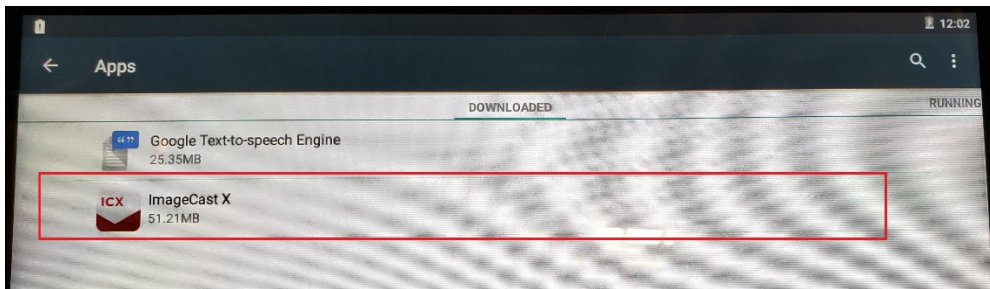 12:02
Apps
DOWNLOADED
RUNNING
Google Text-to-speech Engine
25.35MB
ICX
ImageCast X
51.21MB